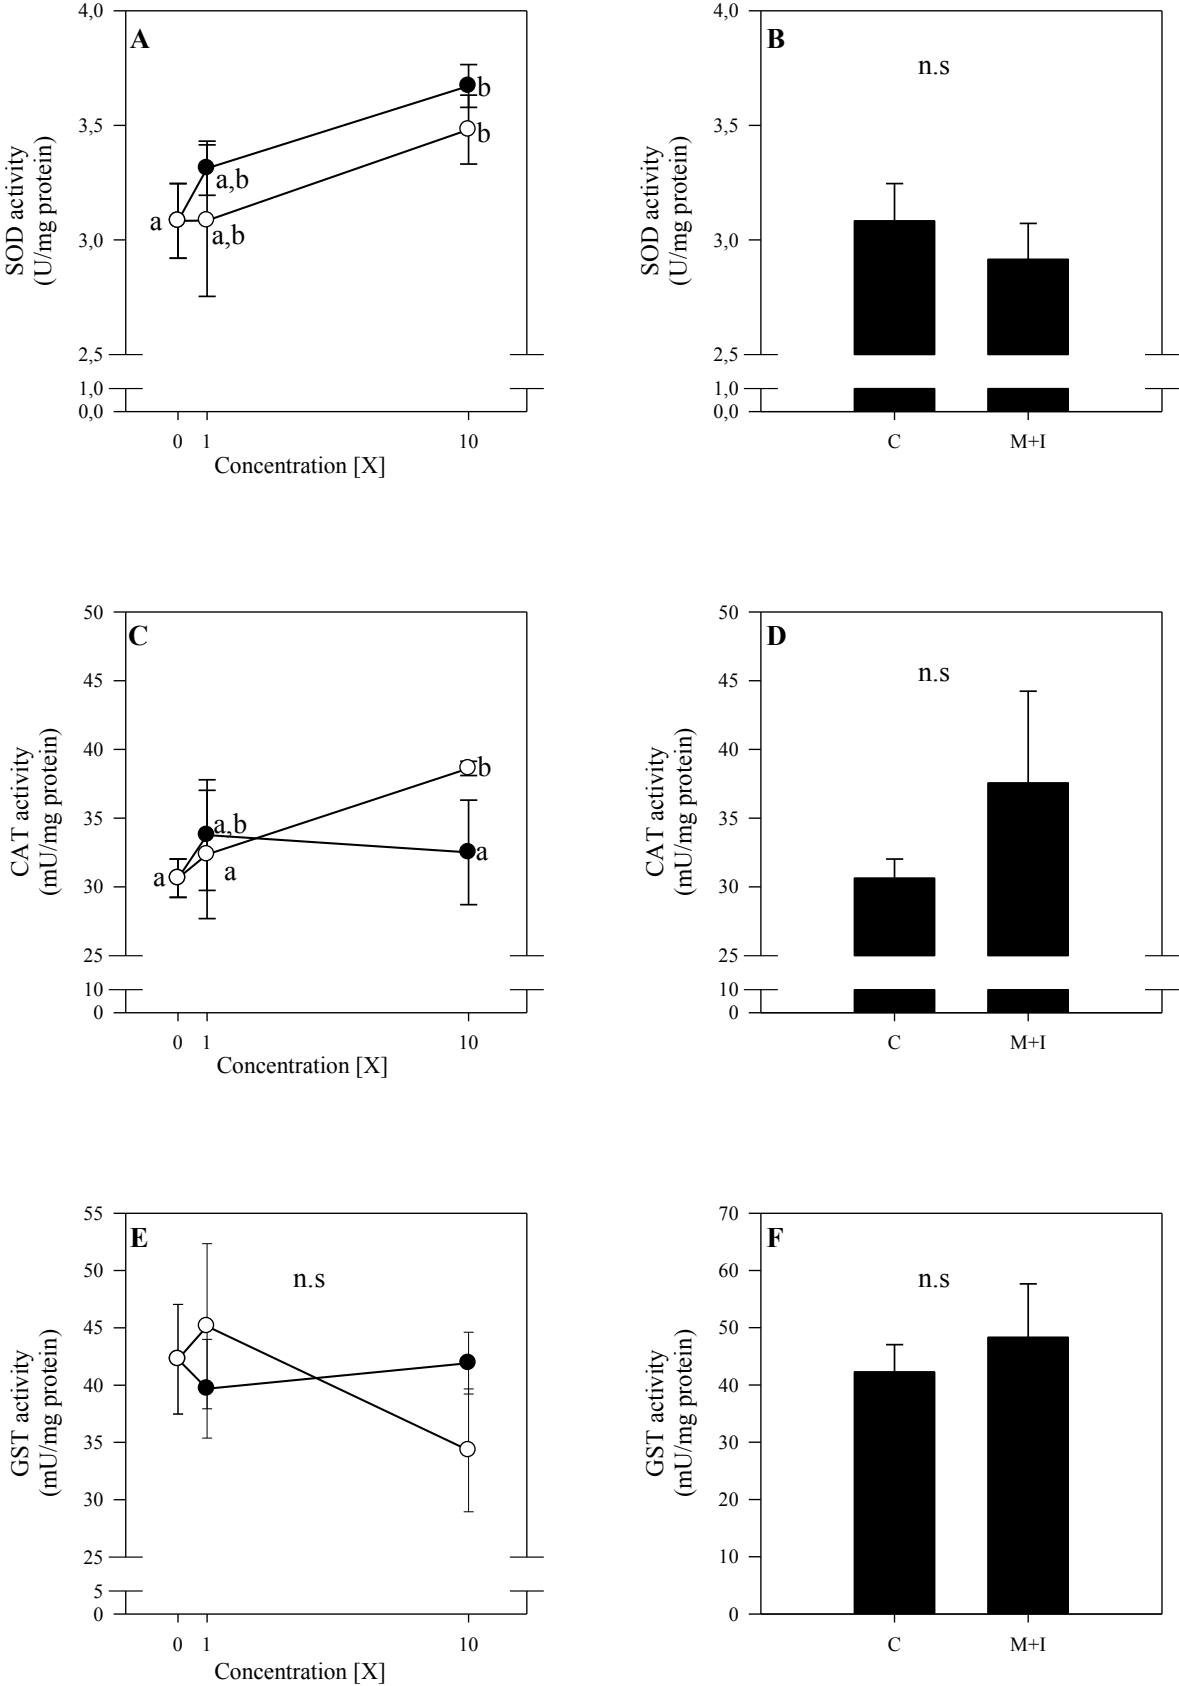 A
SOD activity
(U/mg protein)
4,0
3,5
3,0
2,5
1,0
0,0
a
a,b
a,b
b
b
0 1 10
Concentration [X]
B
n.s
SOD activity
(U/mg protein)
4,0
3,5
3,0
2,5
1,0
0,0
C M+I
C
CAT activity
(mU/mg protein)
50
45
40
35
30
25
10
0
a
a,b
a
b
a
0 1 10
Concentration [X]
D
n.s
CAT activity
(mU/mg protein)
50
45
40
35
30
25
10
0
C M+I
E
n.s
GST activity
(mU/mg protein)
55
50
45
40
35
30
25
5
0
0 1 10
Concentration [X]
F
n.s
GST activity
(mU/mg protein)
70
60
50
40
30
20
10
0
C M+I